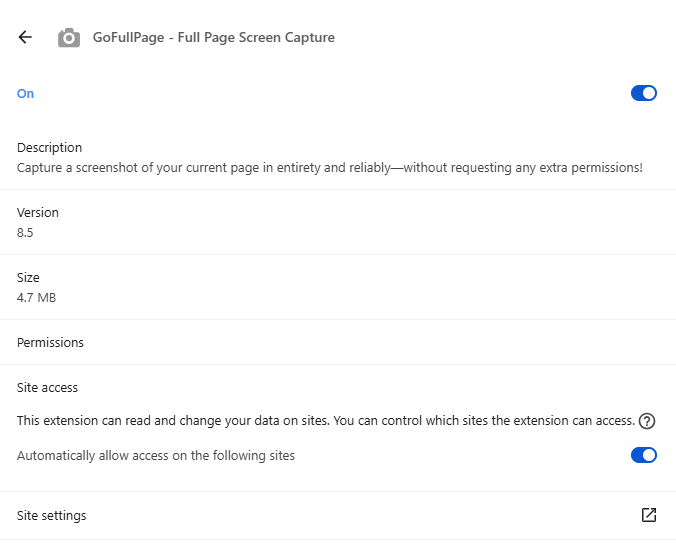 GoFullPage - Full Page Screen Capture
On
Description
Capture a screenshot of your current page in entirety and reliably—without requesting any extra permissions!
Version
8.5
Size
4.7 MB
Permissions
Site access
This extension can read and change your data on sites. You can control which sites the extension can access.
Automatically allow access on the following sites
Site settings